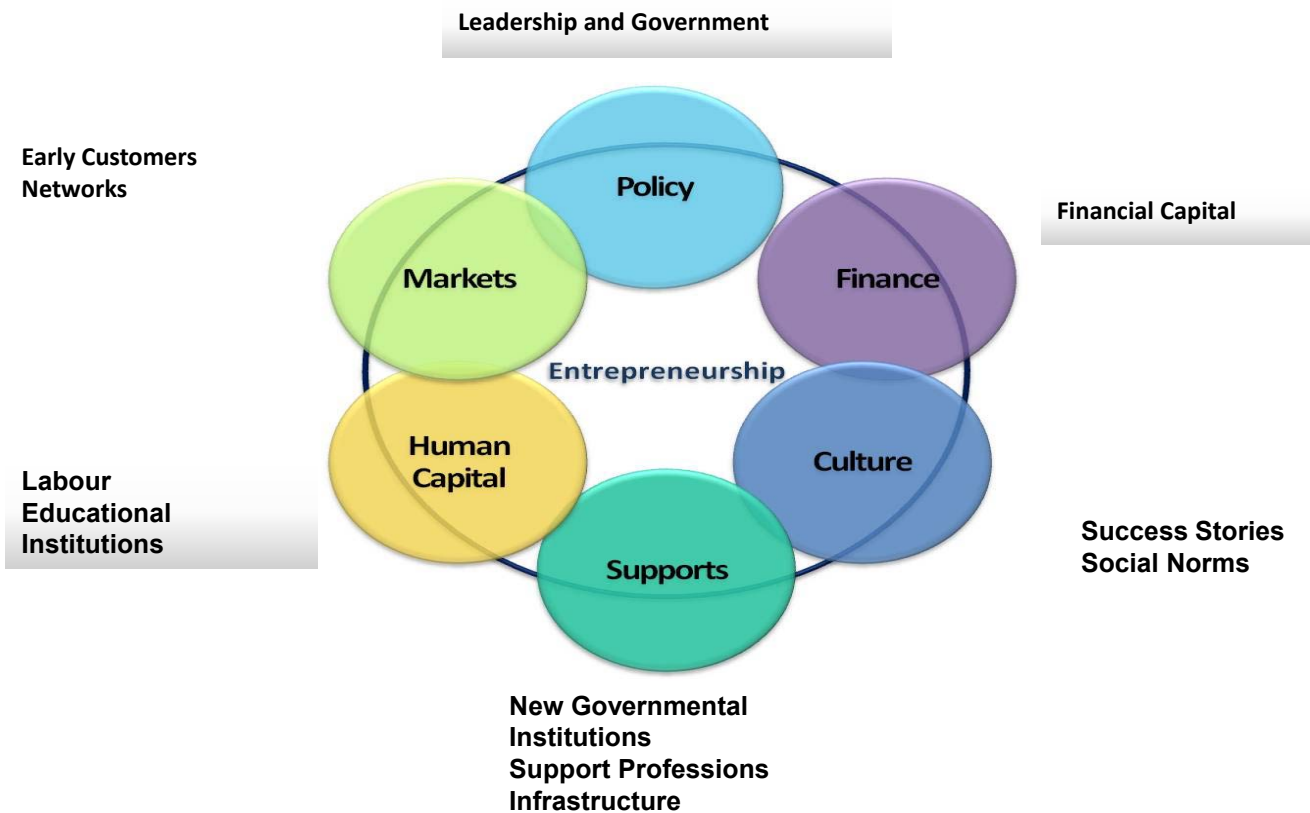 Leadership and Government
Early Customers
Networks
Policy
Financial Capital
Markets
Finance
Entrepreneurship
Human
Capital
Culture
Labour
Educational
Institutions
Success Stories
Social Norms
Supports
New Governmental
Institutions
Support Professions
Infrastructure